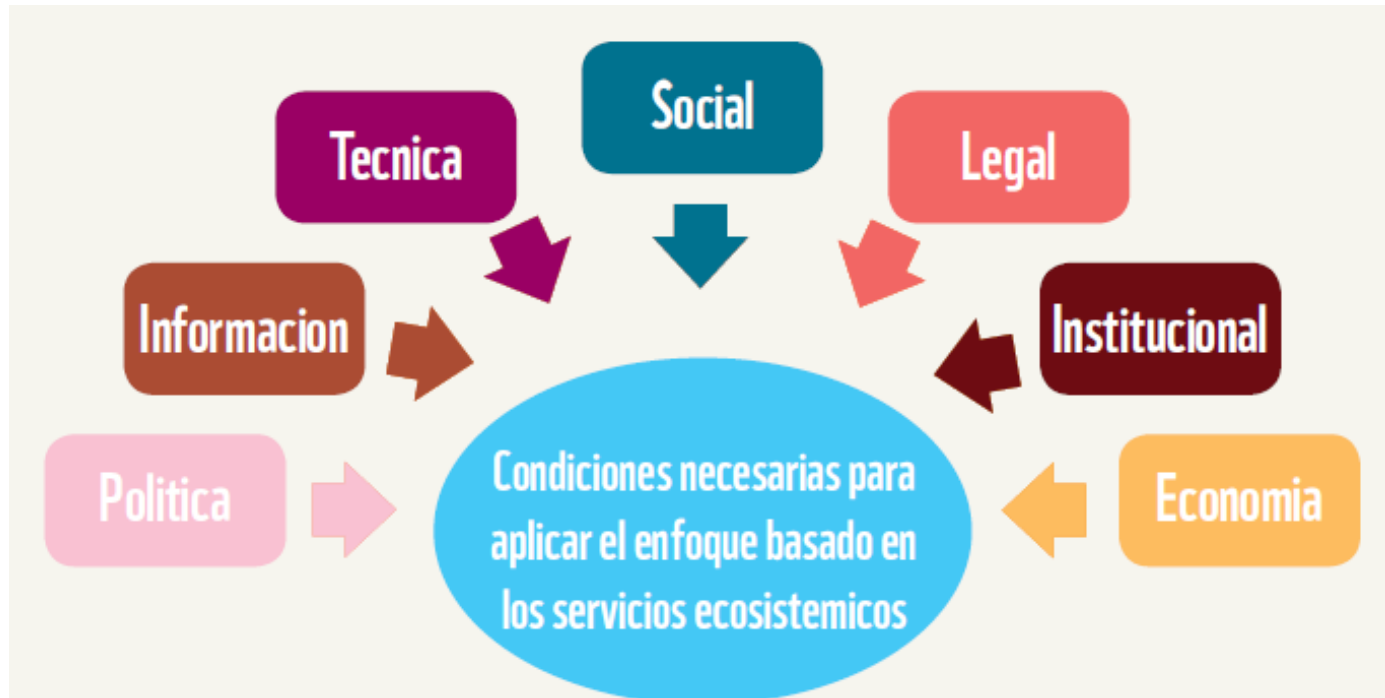 Social
Tecnica
Legal
Informacion
Institucional
Politica
Economia
Condiciones necesarias para
aplicar el enfoque basado en
los servicios ecosistemicos